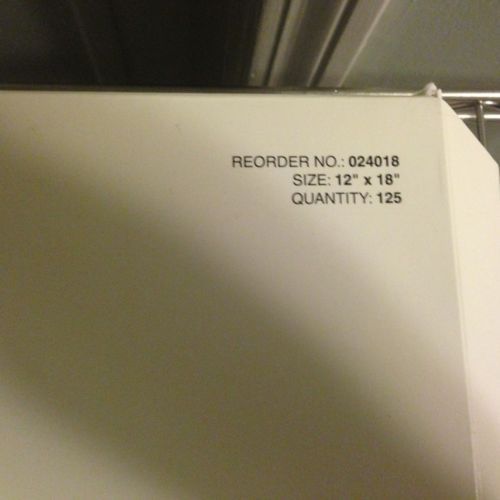 REORDER NO.: 024018
SIZE: 12" x 18"
QUANTITY: 125